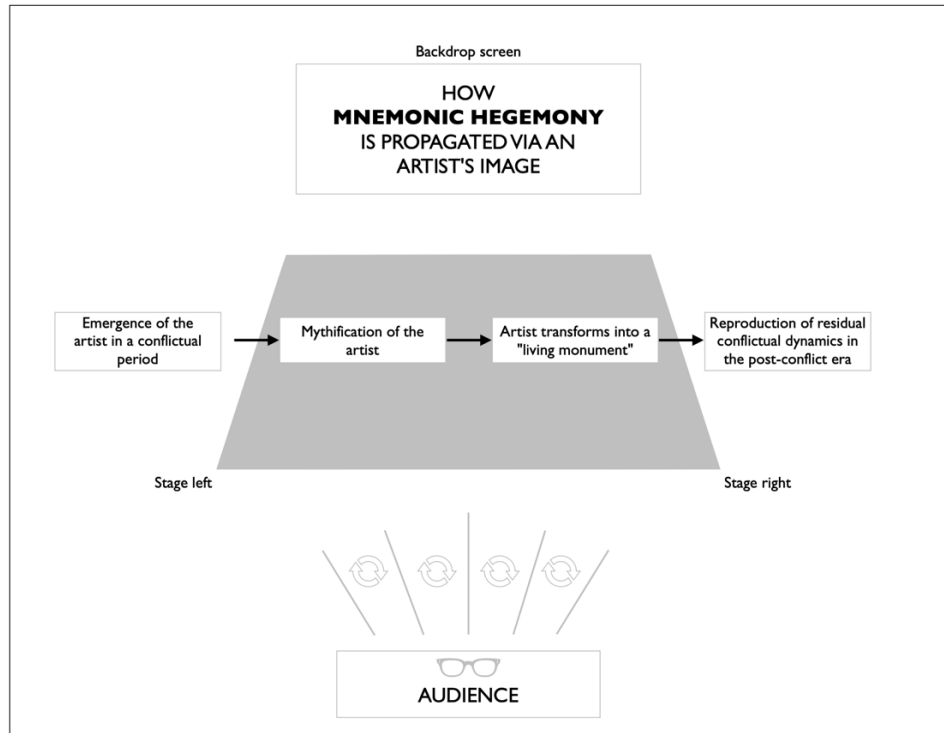 Backdrop screen
HOW
MNEMONIC HEGEMONY
IS PROPAGATED VIA AN
ARTIST'S IMAGE
Emergence of the
artist in a conflictual
period
Mythification of the
artist
Artist transforms into a
"living monument"
Reproduction of residual
conflictual dynamics in
the post-conflict era
Stage left
Stage right
AUDIENCE